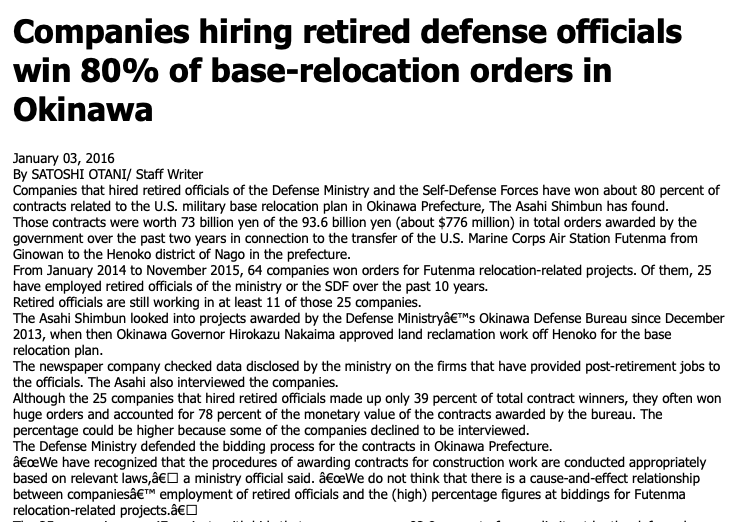 Companies hiring retired defense officials
win 80% of base-relocation orders in
Okinawa
January 03, 2016
By SATOSHI OTANI/ Staff Writer
Companies that hired retired officials of the Defense Ministry and the Self-Defense Forces have won about 80 percent of
contracts related to the U.S. military base relocation plan in Okinawa Prefecture, The Asahi Shimbun has found.
Those contracts were worth 73 billion yen of the 93.6 billion yen (about $776 million) in total orders awarded by the
government over the past two years in connection to the transfer of the U.S. Marine Corps Air Station Futenma from
Ginowan to the Henoko district of Nago in the prefecture.
From January 2014 to November 2015, 64 companies won orders for Futenma relocation-related projects. Of them, 25
have employed retired officials of the ministry or the SDF over the past 10 years.
Retired officials are still working in at least 11 of those 25 companies.
The Asahi Shimbun looked into projects awarded by the Defense Ministryâ€™s Okinawa Defense Bureau since December
2013, when then Okinawa Governor Hirokazu Nakaima approved land reclamation work off Henoko for the base
relocation plan.
The newspaper company checked data disclosed by the ministry on the firms that have provided post-retirement jobs to
the officials. The Asahi also interviewed the companies.
Although the 25 companies that hired retired officials made up only 39 percent of total contract winners, they often won
huge orders and accounted for 78 percent of the monetary value of the contracts awarded by the bureau. The
percentage could be higher because some of the companies declined to be interviewed.
The Defense Ministry defended the bidding process for the contracts in Okinawa Prefecture.
â€œWe have recognized that the procedures of awarding contracts for construction work are conducted appropriately
based on relevant laws,â€□ a ministry official said. â€œWe do not think that there is a cause-and-effect relationship
between companiesâ€™ employment of retired officials and the (high) percentage figures at biddings for Futenma
relocation-related projects.â€□